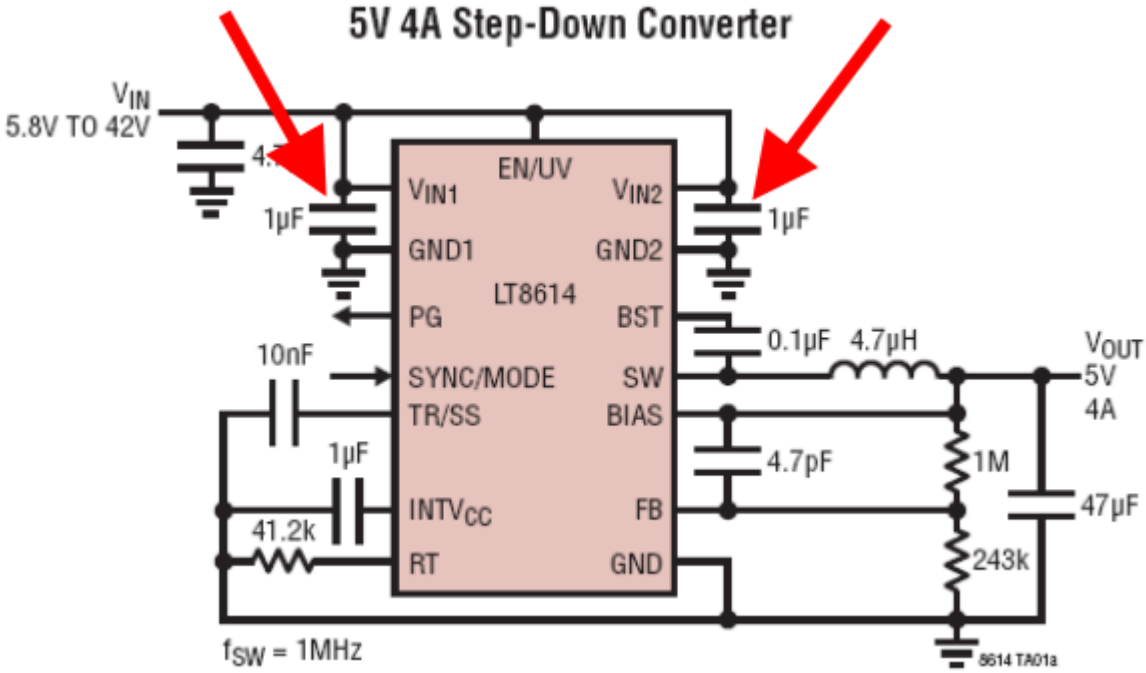 5V 4A Step-Down Converter
VIN
5.8V TO 42V
EN/UV
VIN1
VIN2
1µF
1µF
GND1
GND2
LT8614
PG
BST
0.1µF
4.7µH
VOUT
5V
4A
10nF
SYNC/MODE
SW
TR/SS
BIAS
1µF
4.7pF
1M
INTVCC
FB
47µF
41.2k
RT
GND
243k
fSW = 1MHz
8614 TA01a